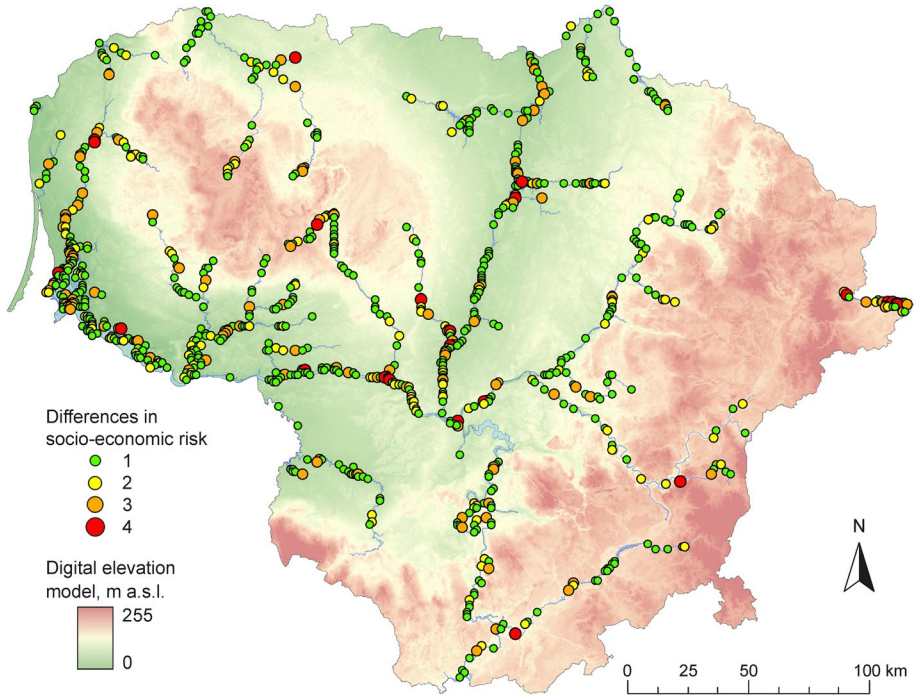 Differences in
socio-economic risk
1
2
3
4
Digital elevation
model, m a.s.l.
255
0
N
0 25 50 100 km